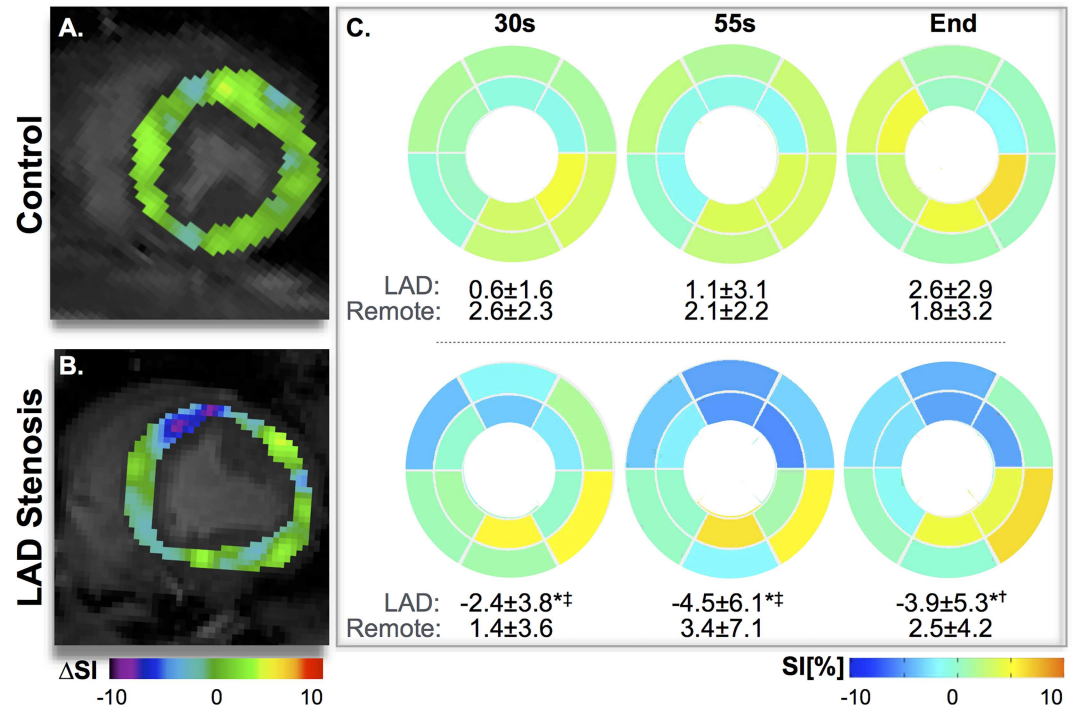 A.
Control
B.
LAD Stenosis
ΔSI
-10 0 10
C.
30s 55s End
LAD: 0.6±1.6 1.1±3.1 2.6±2.9
Remote: 2.6±2.3 2.1±2.2 1.8±3.2
LAD: -2.4±3.8*‡ -4.5±6.1*‡ -3.9±5.3*†
Remote: 1.4±3.6 3.4±7.1 2.5±4.2
SI[%]
-10 0 10